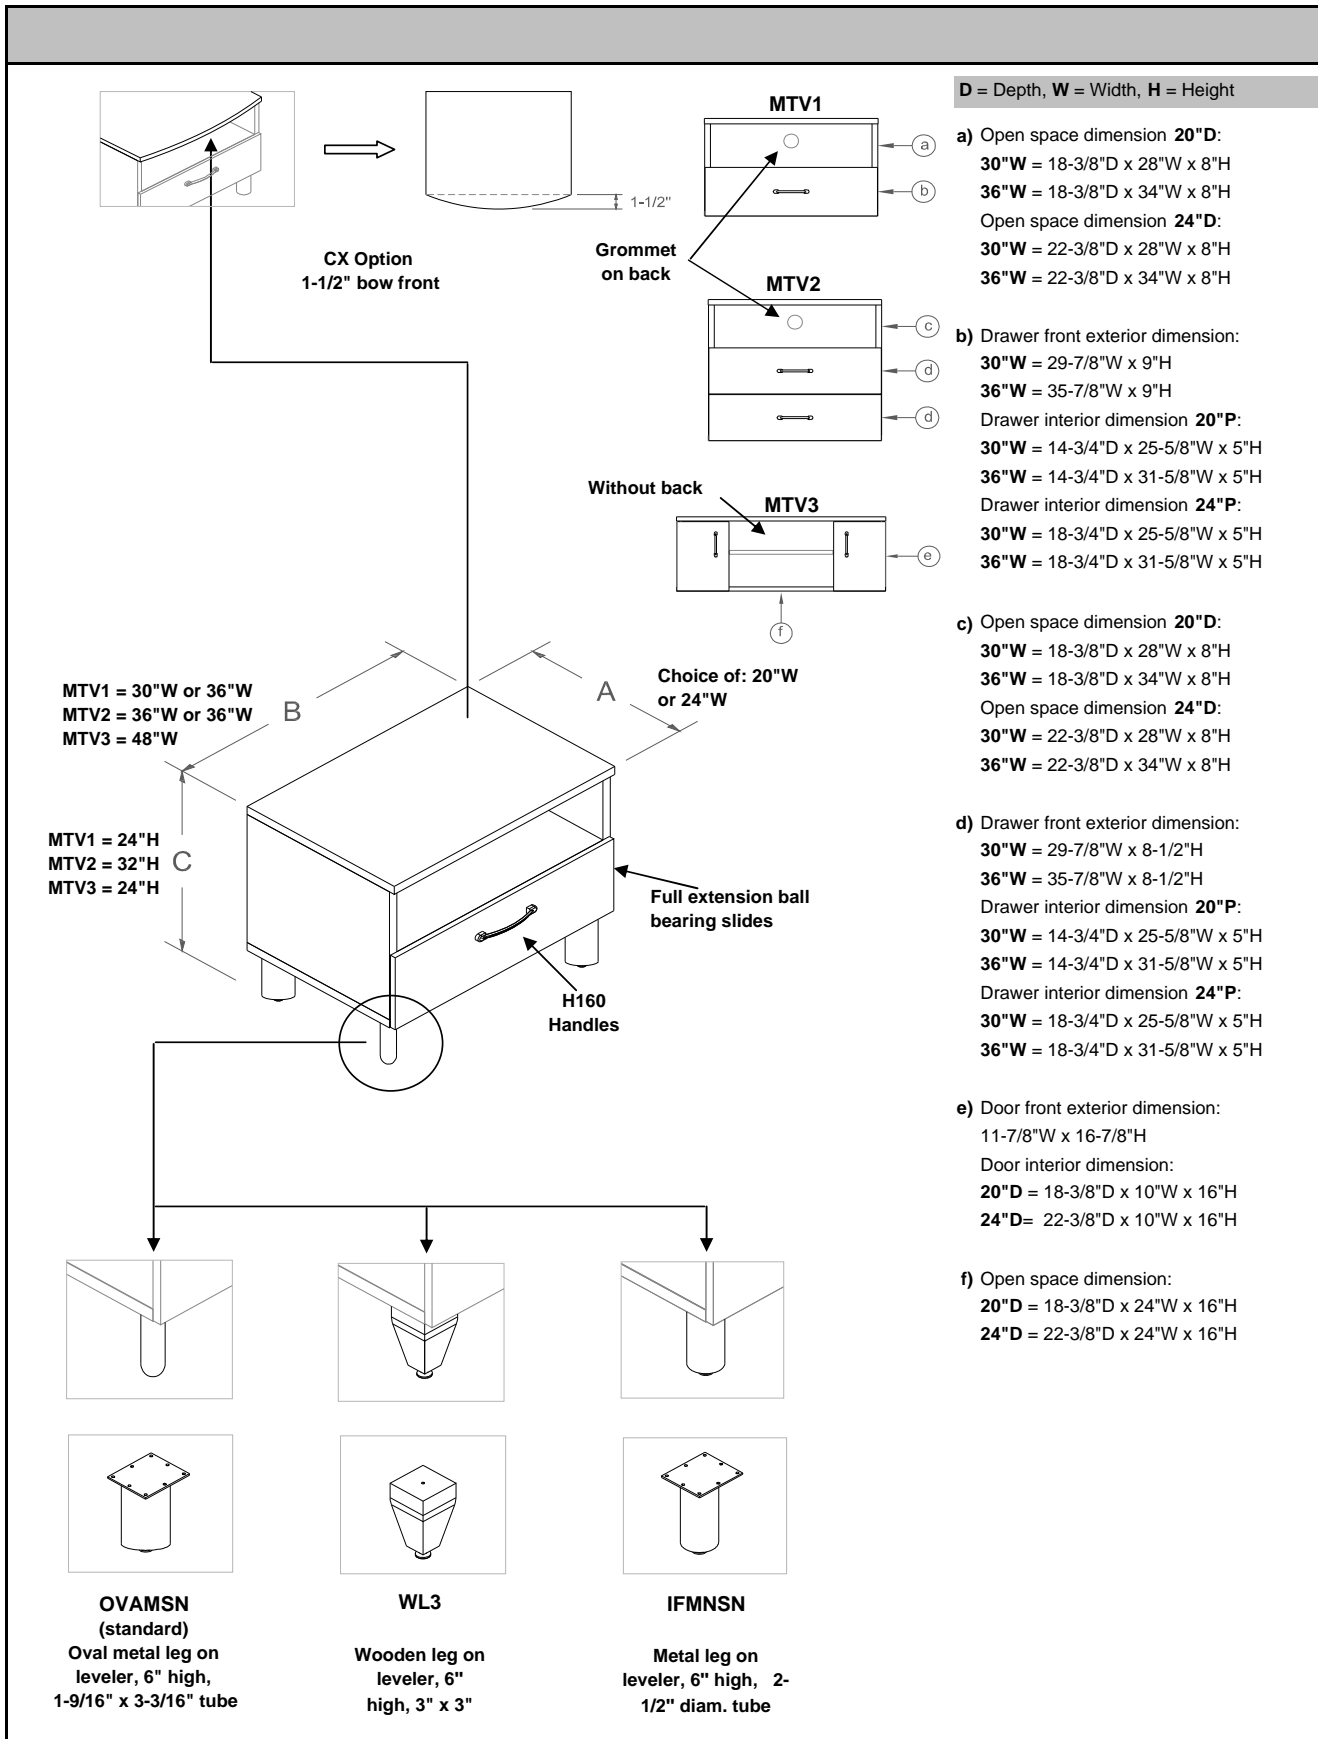 1-1/2"
CX Option
1-1/2" bow front
MTV1
a
b
Grommet
on back
MTV2
c
d
d
Without back
MTV3
e
f
MTV1 = 30"W or 36"W
MTV2 = 36"W or 36"W
MTV3 = 48"W
B
A
Choice of: 20"W
or 24"W
MTV1 = 24"H
MTV2 = 32"H
MTV3 = 24"H
C
Full extension ball
bearing slides
H160
Handles
OVAMSN
(standard)
Oval metal leg on
leveler, 6" high,
1-9/16" x 3-3/16" tube
WL3
Wooden leg on
leveler, 6"
high, 3" x 3"
IFMNSN
Metal leg on
leveler, 6" high, 2-
1/2" diam. tube
D = Depth, W = Width, H = Height
a) Open space dimension 20"D:
30"W = 18-3/8"D x 28"W x 8"H
36"W = 18-3/8"D x 34"W x 8"H
Open space dimension 24"D:
30"W = 22-3/8"D x 28"W x 8"H
36"W = 22-3/8"D x 34"W x 8"H
b) Drawer front exterior dimension:
30"W = 29-7/8"W x 9"H
36"W = 35-7/8"W x 9"H
Drawer interior dimension 20"P:
30"W = 14-3/4"D x 25-5/8"W x 5"H
36"W = 14-3/4"D x 31-5/8"W x 5"H
Drawer interior dimension 24"P:
30"W = 18-3/4"D x 25-5/8"W x 5"H
36"W = 18-3/4"D x 31-5/8"W x 5"H
c) Open space dimension 20"D:
30"W = 18-3/8"D x 28"W x 8"H
36"W = 18-3/8"D x 34"W x 8"H
Open space dimension 24"D:
30"W = 22-3/8"D x 28"W x 8"H
36"W = 22-3/8"D x 34"W x 8"H
d) Drawer front exterior dimension:
30"W = 29-7/8"W x 8-1/2"H
36"W = 35-7/8"W x 8-1/2"H
Drawer interior dimension 20"P:
30"W = 14-3/4"D x 25-5/8"W x 5"H
36"W = 14-3/4"D x 31-5/8"W x 5"H
Drawer interior dimension 24"P:
30"W = 18-3/4"D x 25-5/8"W x 5"H
36"W = 18-3/4"D x 31-5/8"W x 5"H
e) Door front exterior dimension:
11-7/8"W x 16-7/8"H
Door interior dimension:
20"D = 18-3/8"D x 10"W x 16"H
24"D= 22-3/8"D x 10"W x 16"H
f) Open space dimension:
20"D = 18-3/8"D x 24"W x 16"H
24"D = 22-3/8"D x 24"W x 16"H